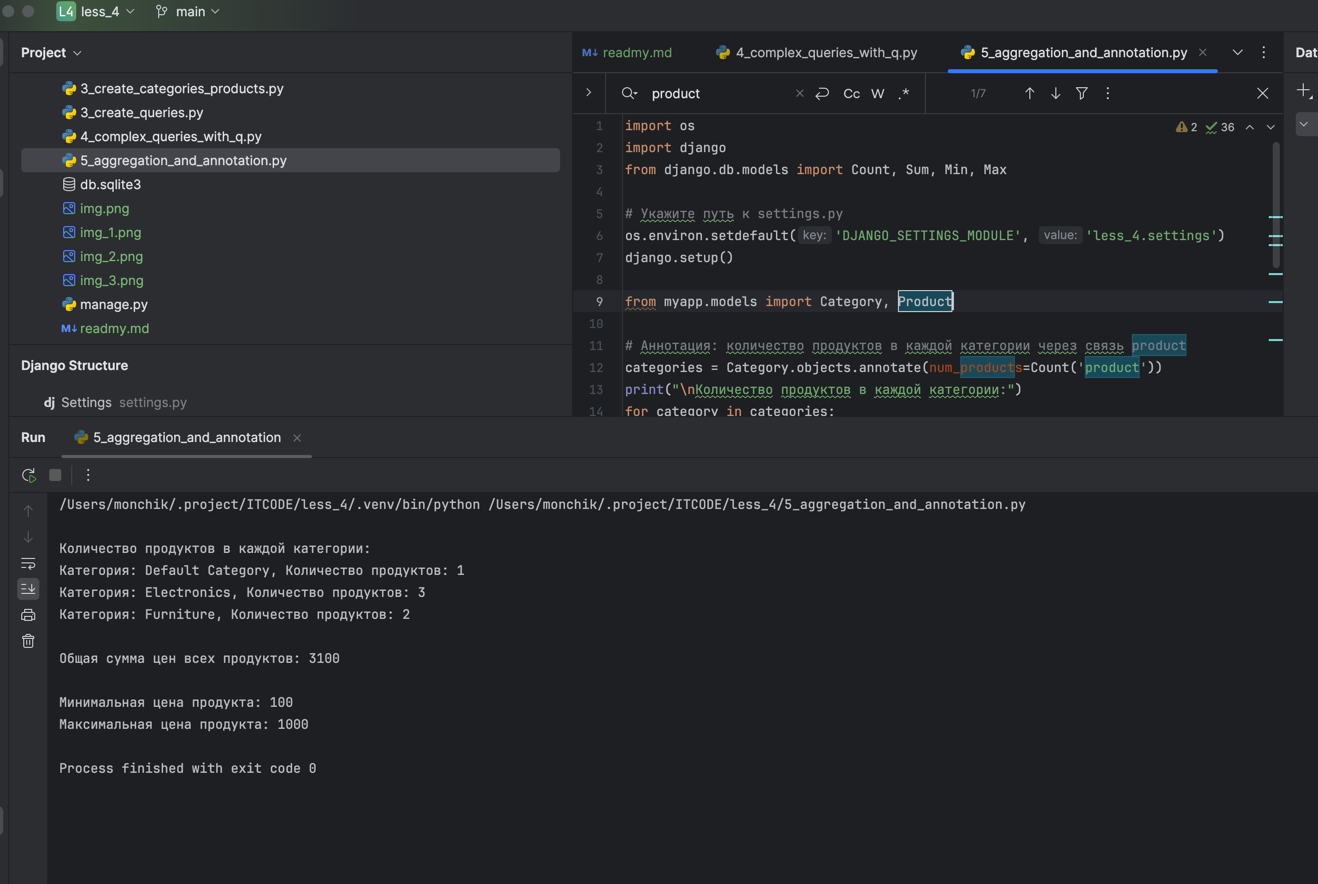 L4 less_4 main
Project
3_create_categories_products.py
3_create_queries.py
4_complex_queries_with_q.py
5_aggregation_and_annotation.py
db.sqlite3
img.png
img_1.png
img_2.png
img_3.png
manage.py
M↓ readmy.md
Django Structure
dj Settings settings.py
M↓ readmy.md 4_complex_queries_with_q.py 5_aggregation_and_annotation.py
Dat
product Cc W .* 1/7
2 36
1 import os
2 import django
3 from django.db.models import Count, Sum, Min, Max
4
5 # Укажите путь к settings.py
6 os.environ.setdefault( key: 'DJANGO_SETTINGS_MODULE', value: 'less_4.settings')
7 django.setup()
8
9 from myapp.models import Category, Product
10
11 # Аннотация: количество продуктов в каждой категории через связь product
12 categories = Category.objects.annotate(num_products=Count('product'))
13 print("\nКоличество продуктов в каждой категории:")
14 for category in categories:
Run 5_aggregation_and_annotation
/Users/monchik/.project/ITCODE/less_4/.venv/bin/python /Users/monchik/.project/ITCODE/less_4/5_aggregation_and_annotation.py
Количество продуктов в каждой категории:
Категория: Default Category, Количество продуктов: 1
Категория: Electronics, Количество продуктов: 3
Категория: Furniture, Количество продуктов: 2
Общая сумма цен всех продуктов: 3100
Минимальная цена продукта: 100
Максимальная цена продукта: 1000
Process finished with exit code 0